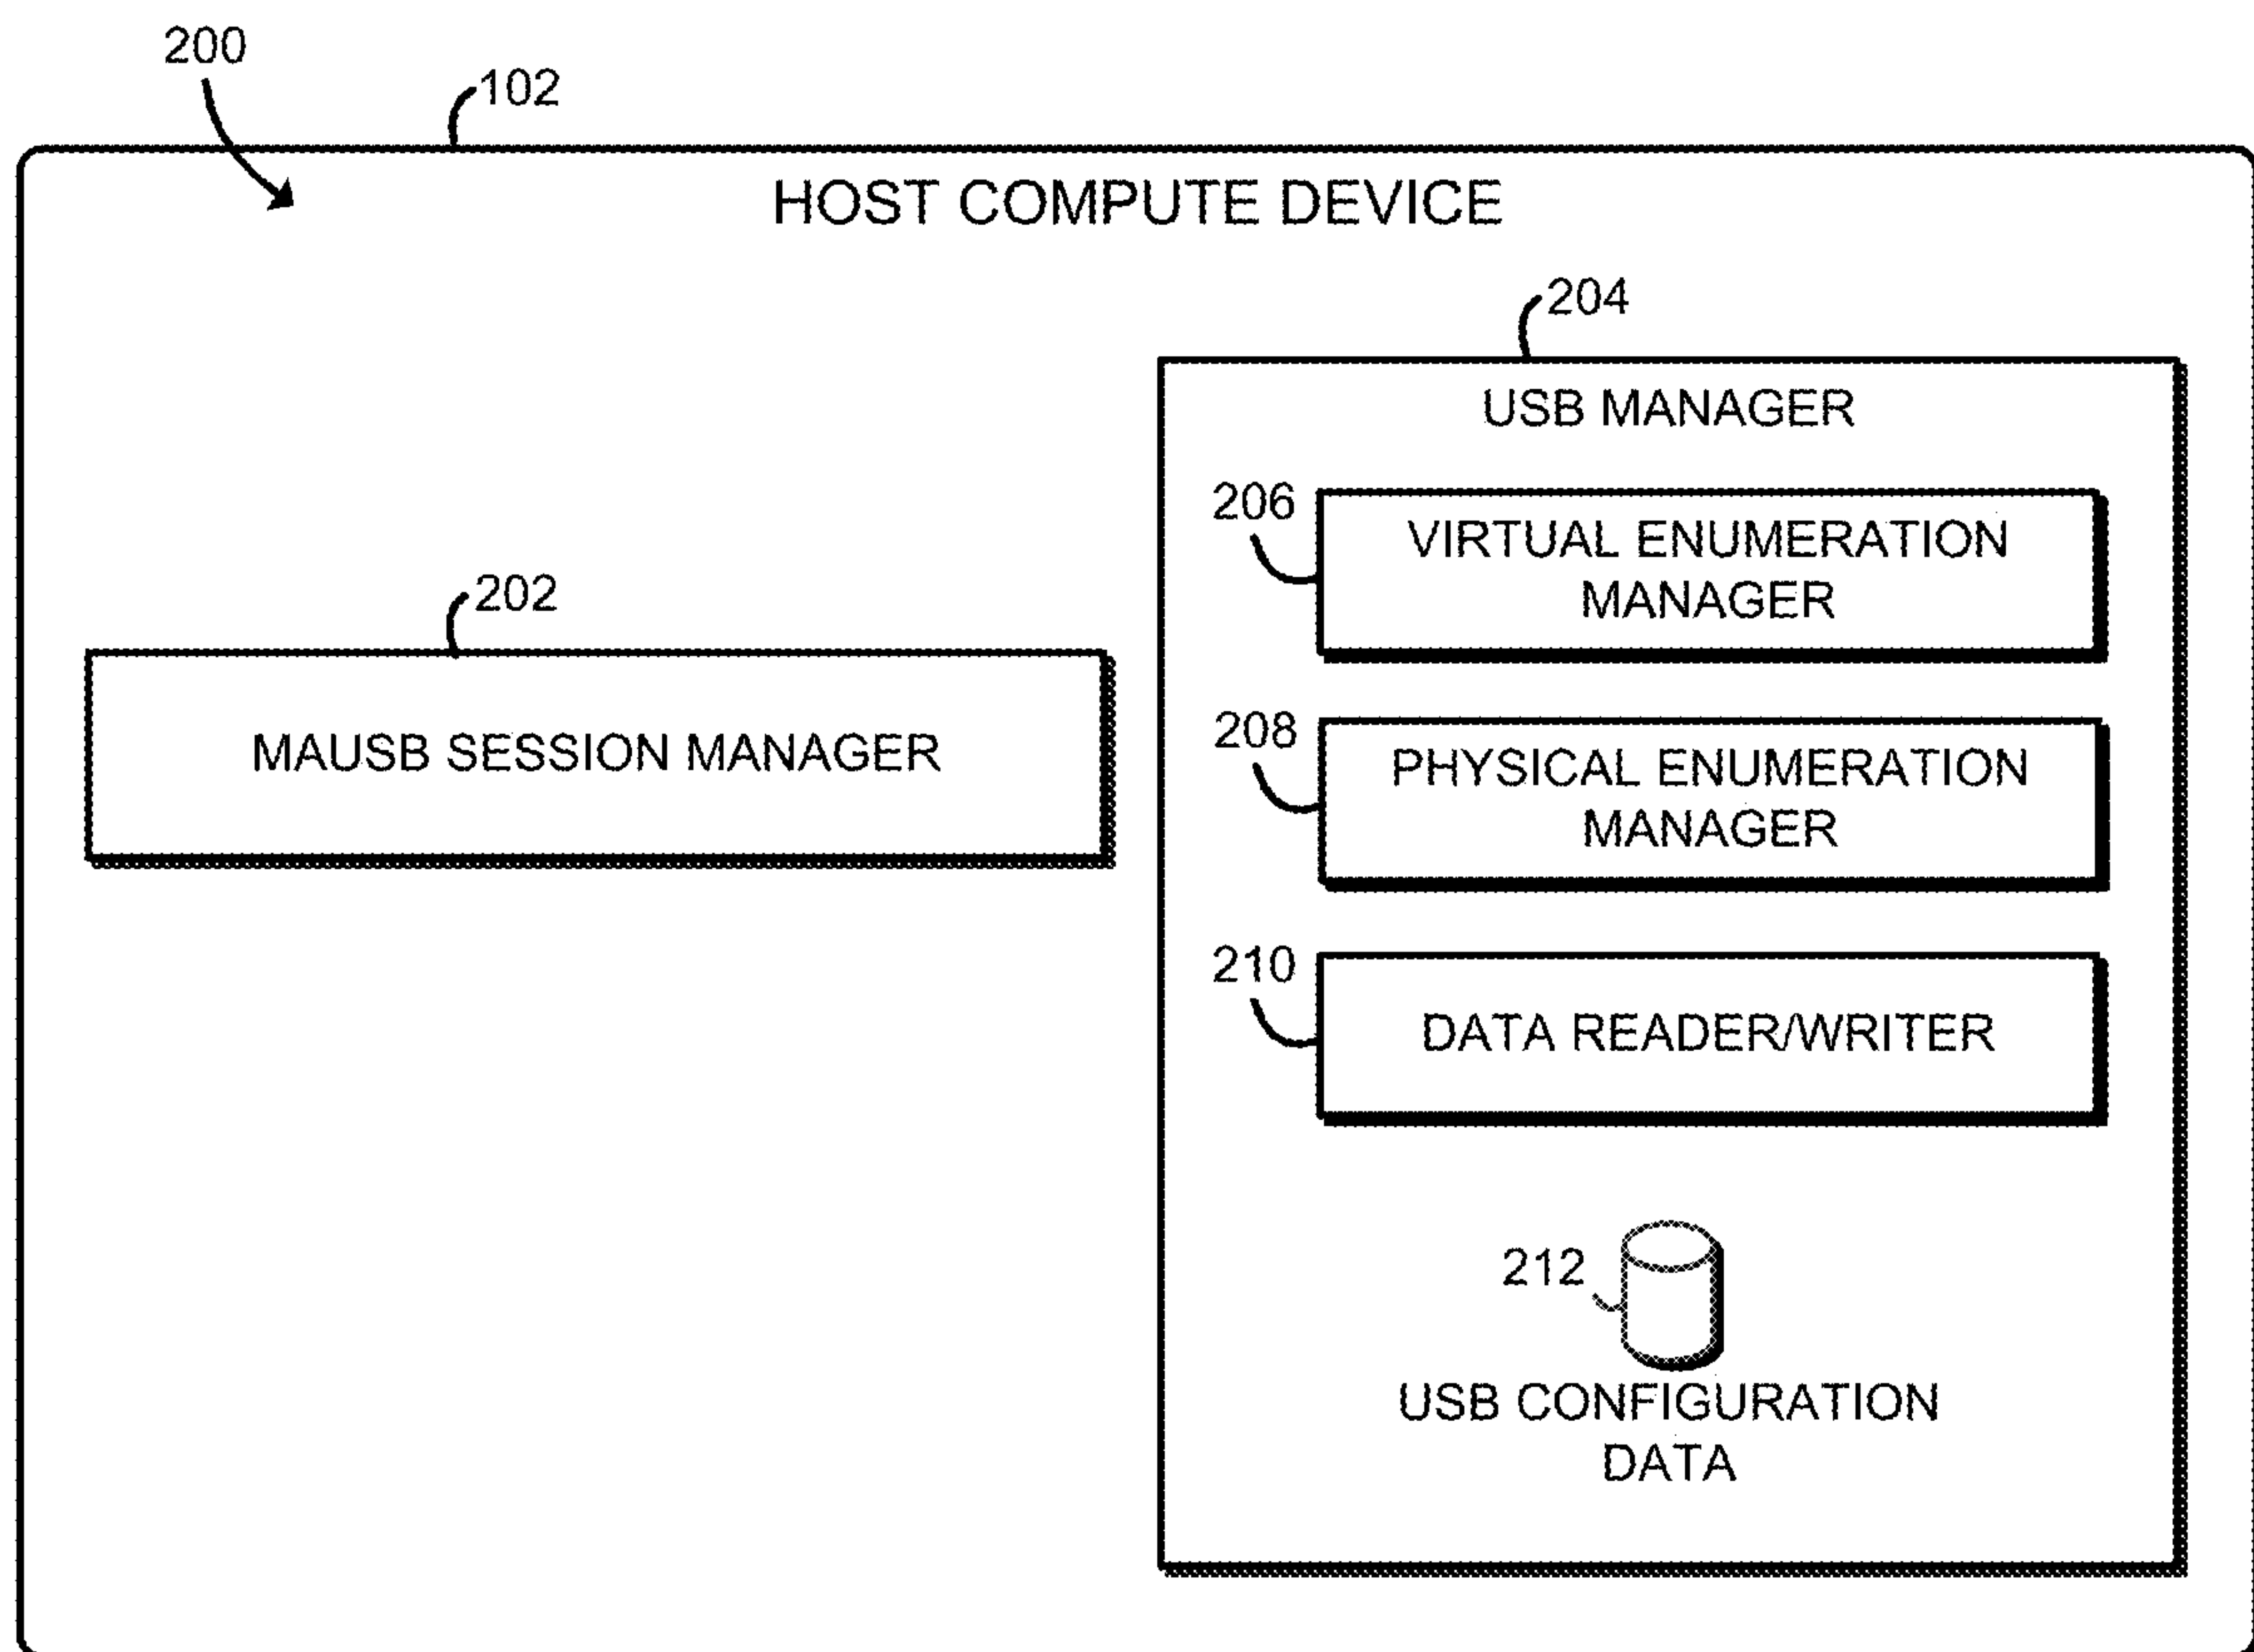 200
102
HOST COMPUTE DEVICE
204
USB MANAGER
206
VIRTUAL ENUMERATION
MANAGER
202
MAUSB SESSION MANAGER
208
PHYSICAL ENUMERATION
MANAGER
210
DATA READER/WRITER
212
USB CONFIGURATION
DATA